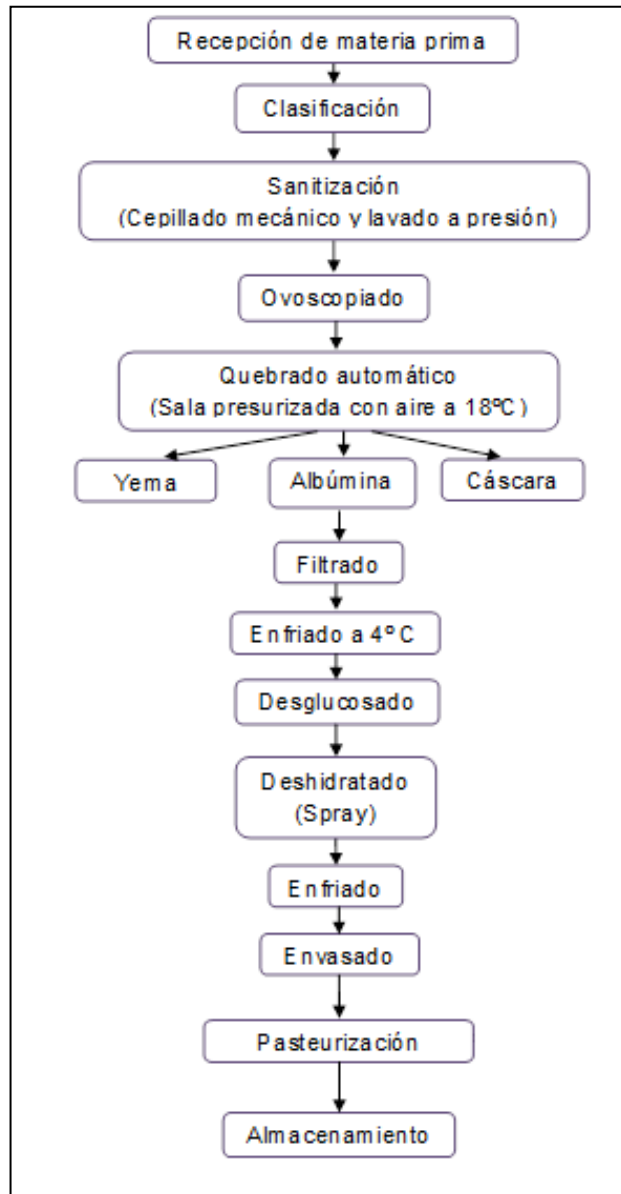 Recepción de materia prima
Clasificación
Sanitización
(Cepillado mecánico y lavado a presión)
Ovoscopiado
Quebrado automático
(Sala presurizada con aire a 18ºC)
Yema
Albúmina
Cáscara
Filtrado
Enfriado a 4ºC
Desglucosado
Deshidratado
(Spray)
Enfriado
Envasado
Pasteurización
Almacenamiento